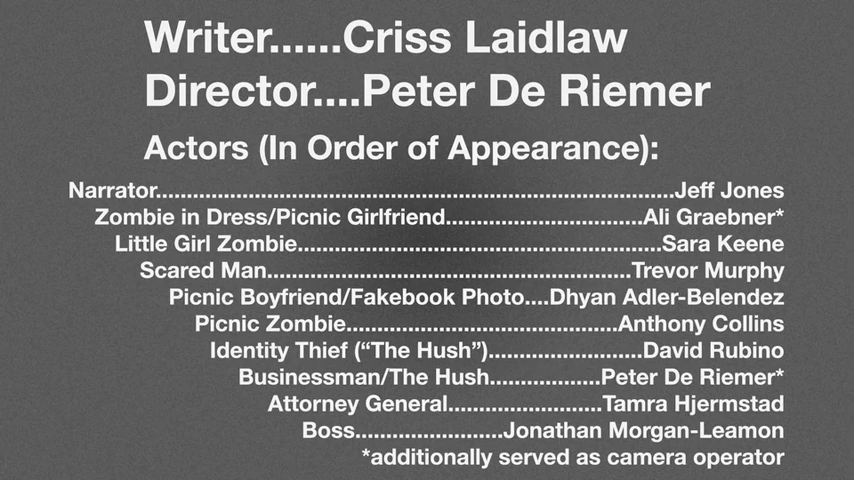 Writer......Criss Laidlaw
Director....Peter De Riemer
Actors (In Order of Appearance):
Narrator......................................................................................Jeff Jones
Zombie in Dress/Picnic Girlfriend.................................Ali Graebner*
Little Girl Zombie.............................................................Sara Keene
Scared Man.............................................................Trevor Murphy
Picnic Boyfriend/Fakebook Photo....Dhyan Adler-Belendez
Picnic Zombie.............................................Anthony Collins
Identity Thief (“The Hush”)..........................David Rubino
Businessman/The Hush...................Peter De Riemer*
Attorney General..........................Tamra Hjermstad
Boss.........................Jonathan Morgan-Leamon
*additionally served as camera operator